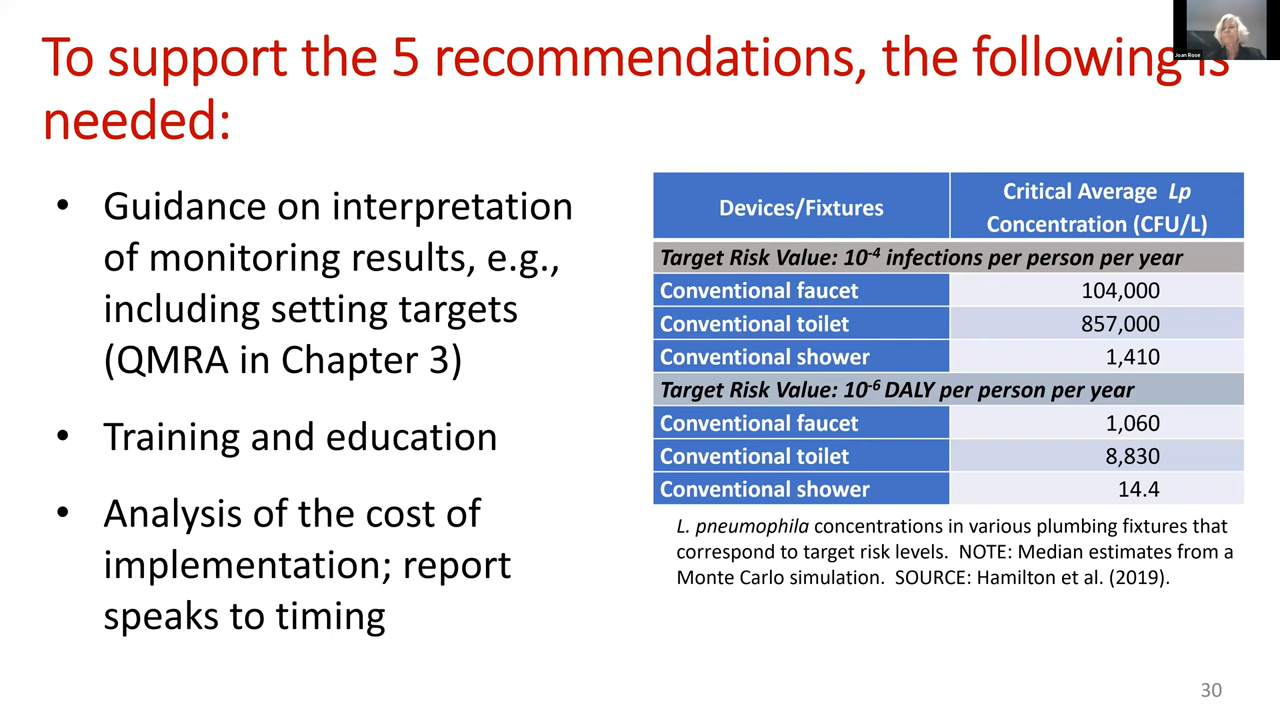 To support the 5 recommendations, the following is
needed:
Joan Rose
• Guidance on interpretation
of monitoring results, e.g.,
including setting targets
(QMRA in Chapter 3)
• Training and education
• Analysis of the cost of
implementation; report
speaks to timing
Devices/Fixtures
Critical Average Lp
Concentration (CFU/L)
Target Risk Value: 10-4 infections per person per year
Conventional faucet 104,000
Conventional toilet 857,000
Conventional shower 1,410
Target Risk Value: 10-6 DALY per person per year
Conventional faucet 1,060
Conventional toilet 8,830
Conventional shower 14.4
L. pneumophila concentrations in various plumbing fixtures that
correspond to target risk levels. NOTE: Median estimates from a
Monte Carlo simulation. SOURCE: Hamilton et al. (2019).
30